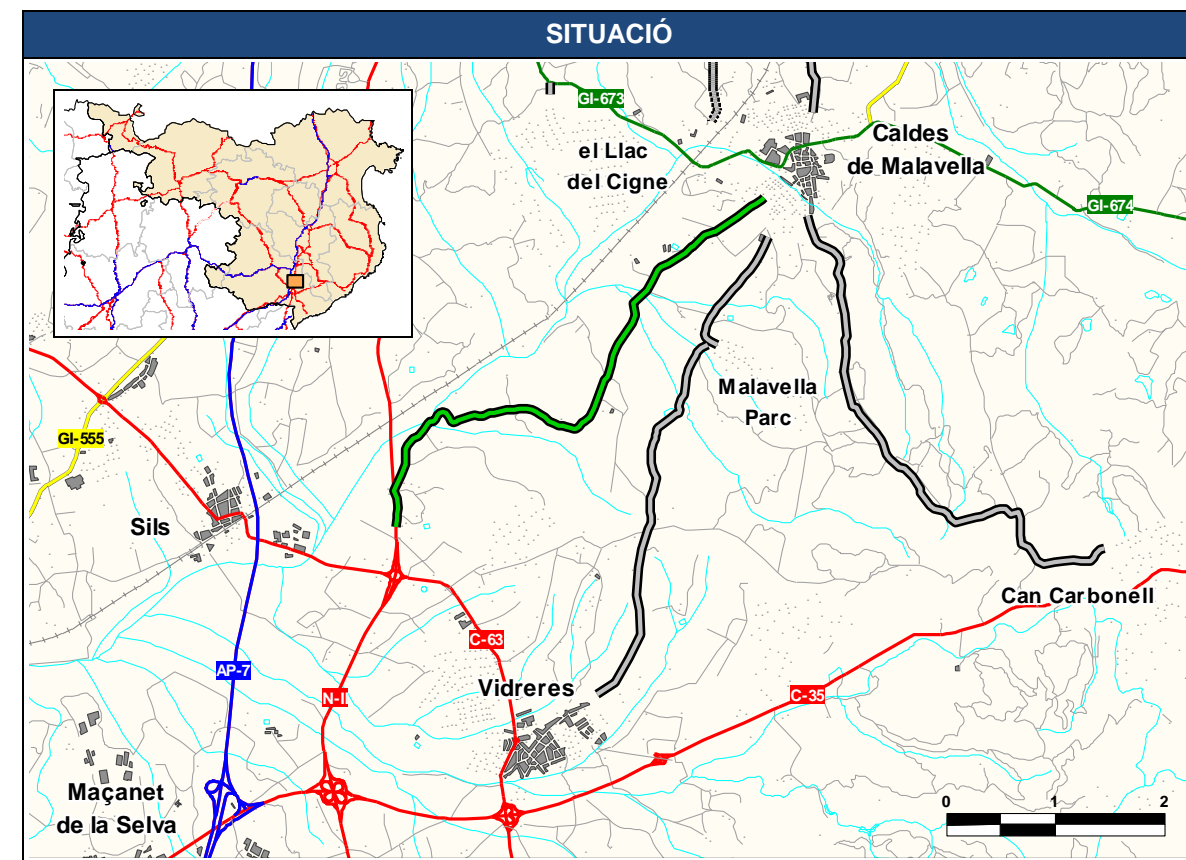 SITUACIÓ
GI-673
Caldes
de Malavella
el Llac
del Cigne
GI-674
Malavella
Parc
GI-555
Sils
Can Carbonell
C-63
AP-7
N-II
Vidreres
C-35
Maçanet
de la Selva
0 1 2